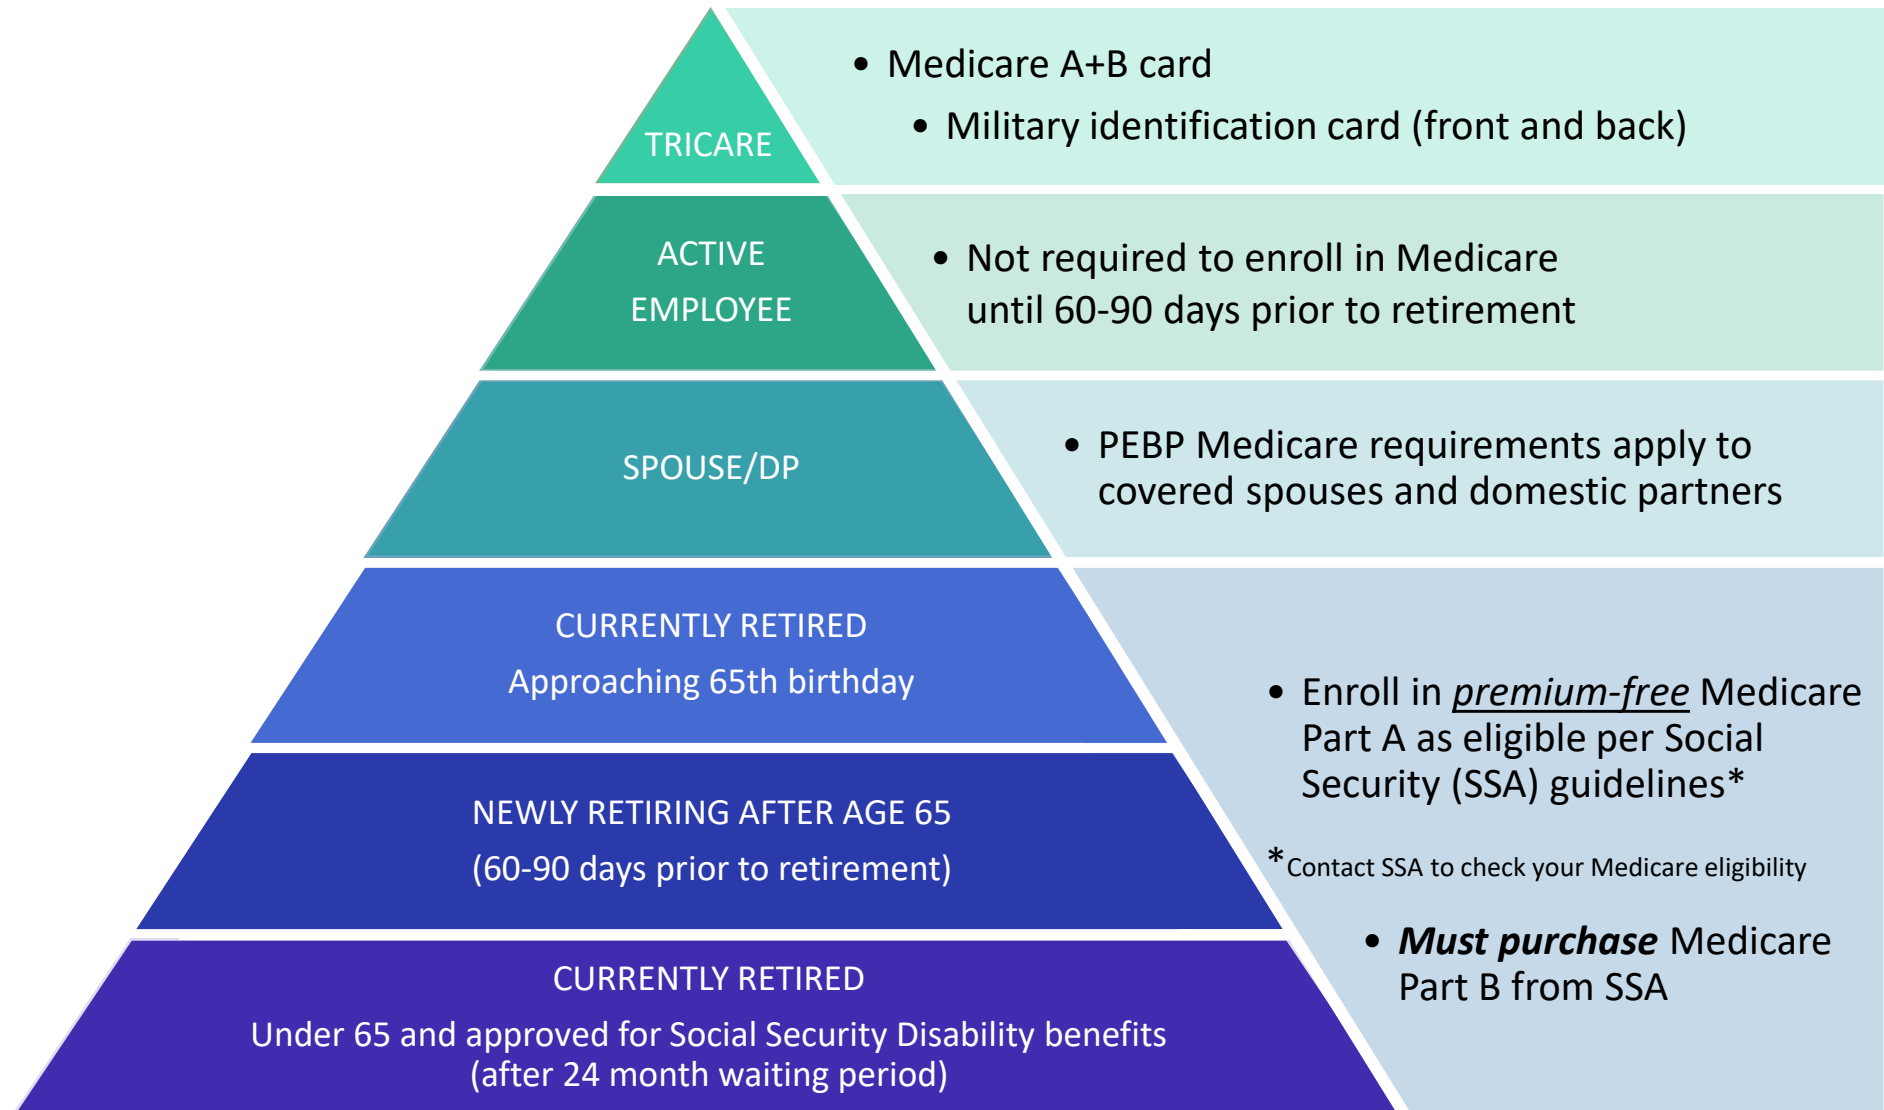 TRICARE
• Medicare A+B card
• Military identification card (front and back)
ACTIVE
EMPLOYEE
• Not required to enroll in Medicare
until 60-90 days prior to retirement
SPOUSE/DP
• PEBP Medicare requirements apply to
covered spouses and domestic partners
CURRENTLY RETIRED
Approaching 65th birthday
NEWLY RETIRING AFTER AGE 65
(60-90 days prior to retirement)
CURRENTLY RETIRED
Under 65 and approved for Social Security Disability benefits
(after 24 month waiting period)
• Enroll in premium-free Medicare
Part A as eligible per Social
Security (SSA) guidelines*
*Contact SSA to check your Medicare eligibility
• Must purchase Medicare
Part B from SSA